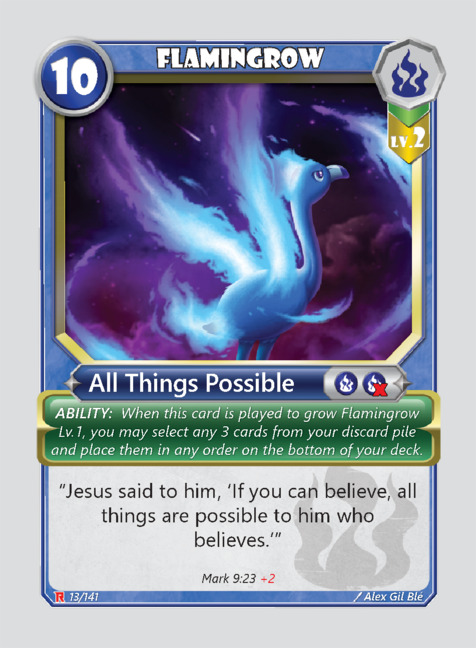 10
FLAMINGROW
LV.2
All Things Possible
ABILITY: When this card is played to grow Flamingrow
Lv.1, you may select any 3 cards from your discard pile
and place them in any order on the bottom of your deck.
“Jesus said to him, ‘If you can believe, all
things are possible to him who
believes.’”
Mark 9:23 +2
R 13/141
/ Alex Gil Blé